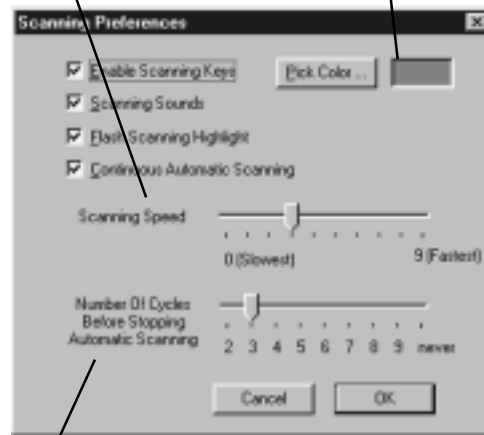 Scanning Preferences
Enable Scanning Keys
Pick Color ...
Scanning Sounds
Flash Scanning Highlight
Continuous Automatic Scanning
Scanning Speed
0 (Slowest)
9 (Fastest)
Number Of Cycles
Before Stopping
Automatic Scanning
2 3 4 5 6 7 8 9 never
Cancel
OK